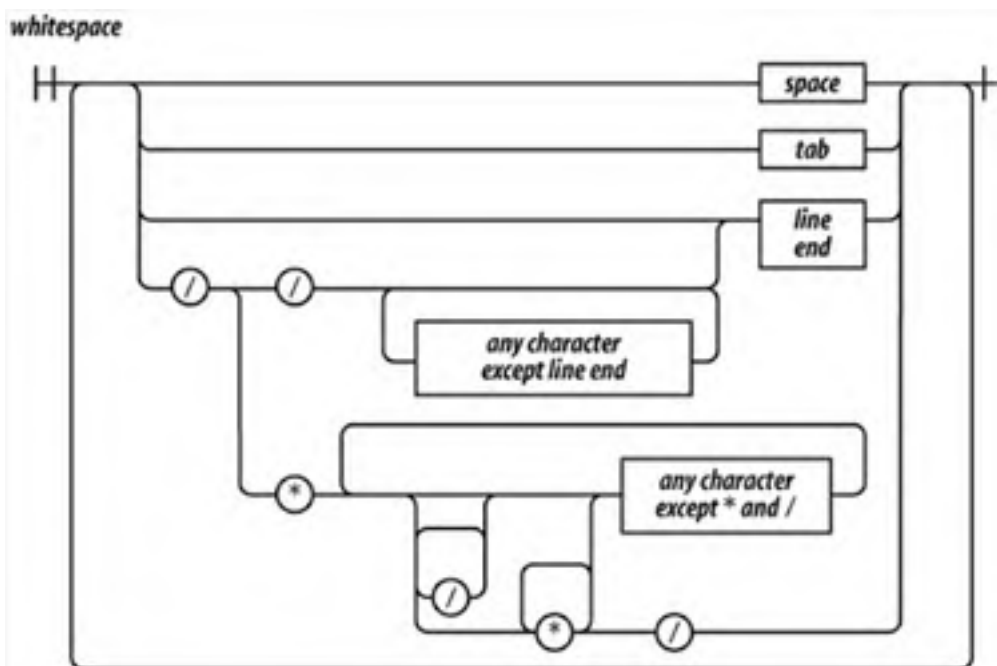 whitespace
space
tab
line
end
/ /
any character
except line end
*
any character
except * and /
/
* /